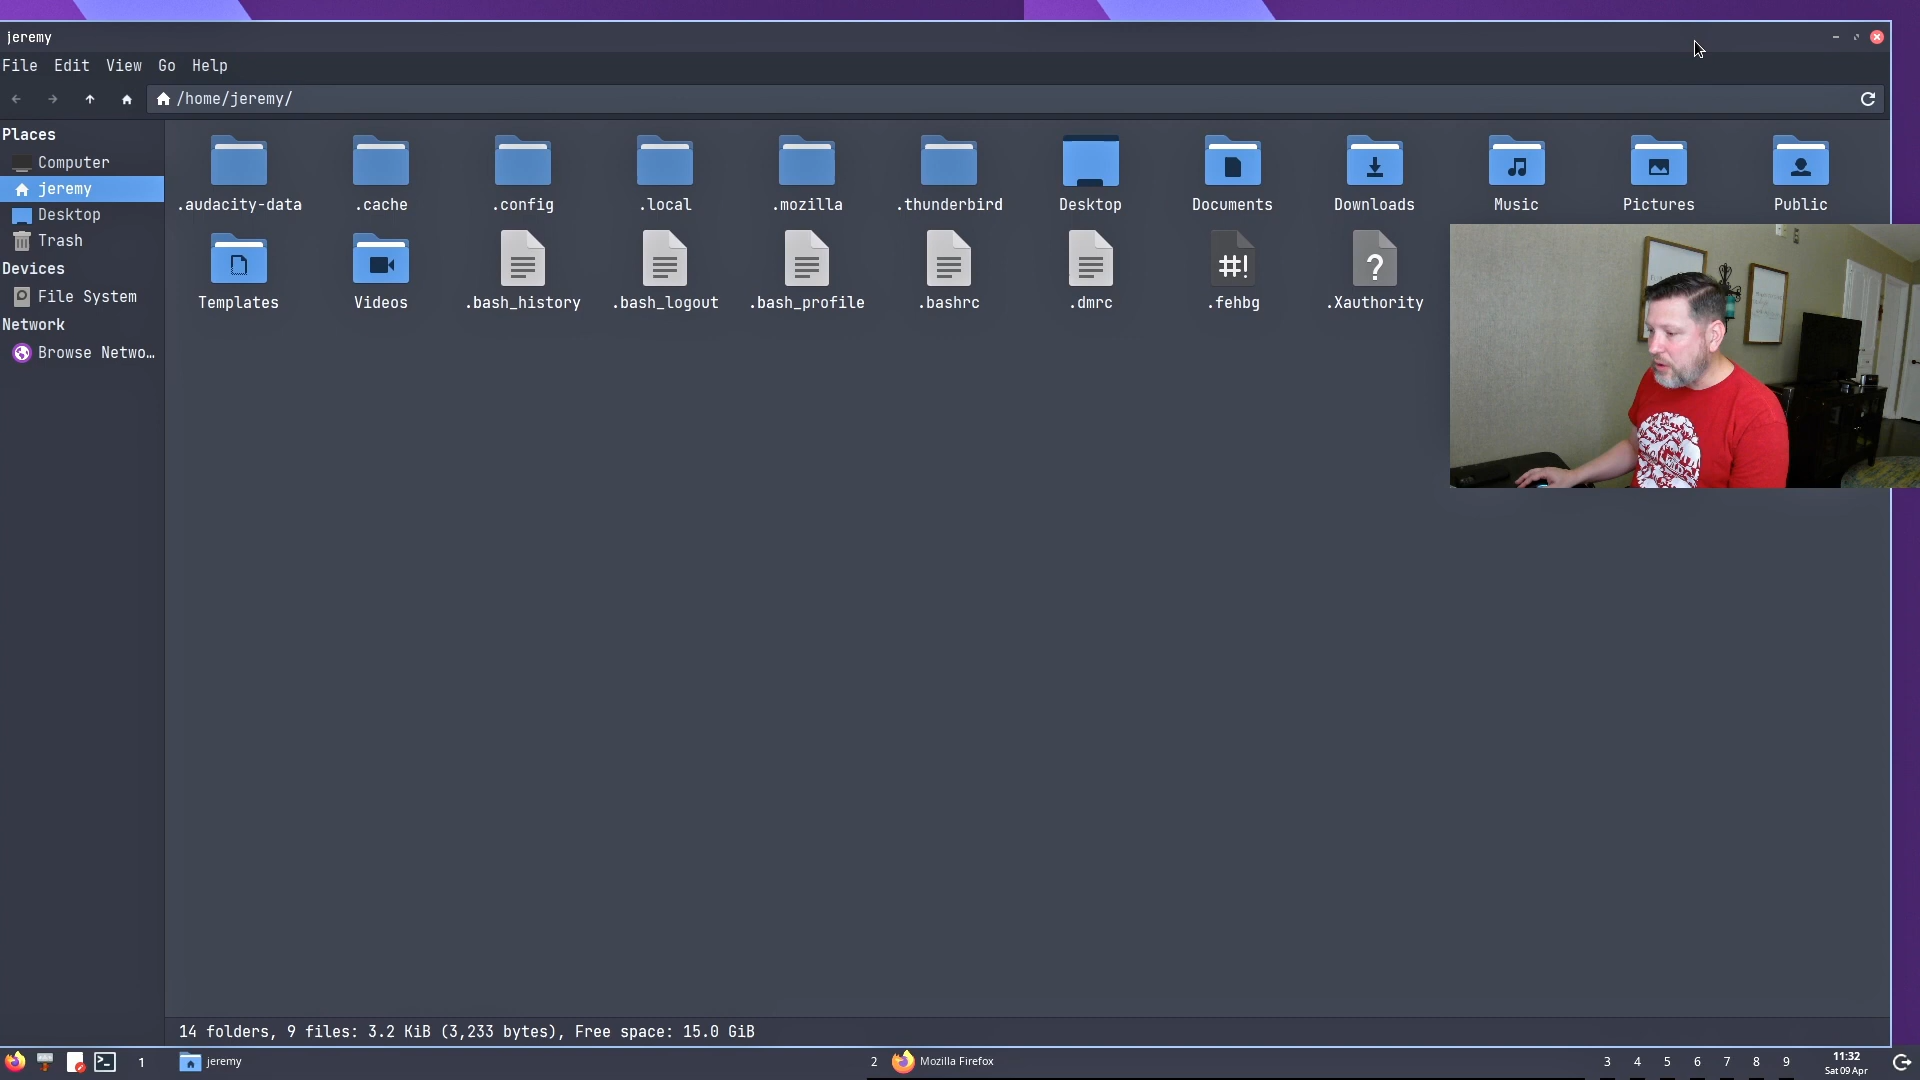 jeremy
File Edit View Go Help
/home/jeremy/
Places
Computer
jeremy
Desktop
Trash
Devices
File System
Network
Browse Netwo…
.audacity-data .cache .config .local .mozilla .thunderbird Desktop Documents Downloads Music Pictures Public
Templates Videos .bash_history .bash_logout .bash_profile .bashrc .dmrc .fehbg .Xauthority
14 folders, 9 files: 3.2 KiB (3,233 bytes), Free space: 15.0 GiB
1 jeremy 2 Mozilla Firefox 3 4 5 6 7 8 9 11:32
Sat 09 Apr